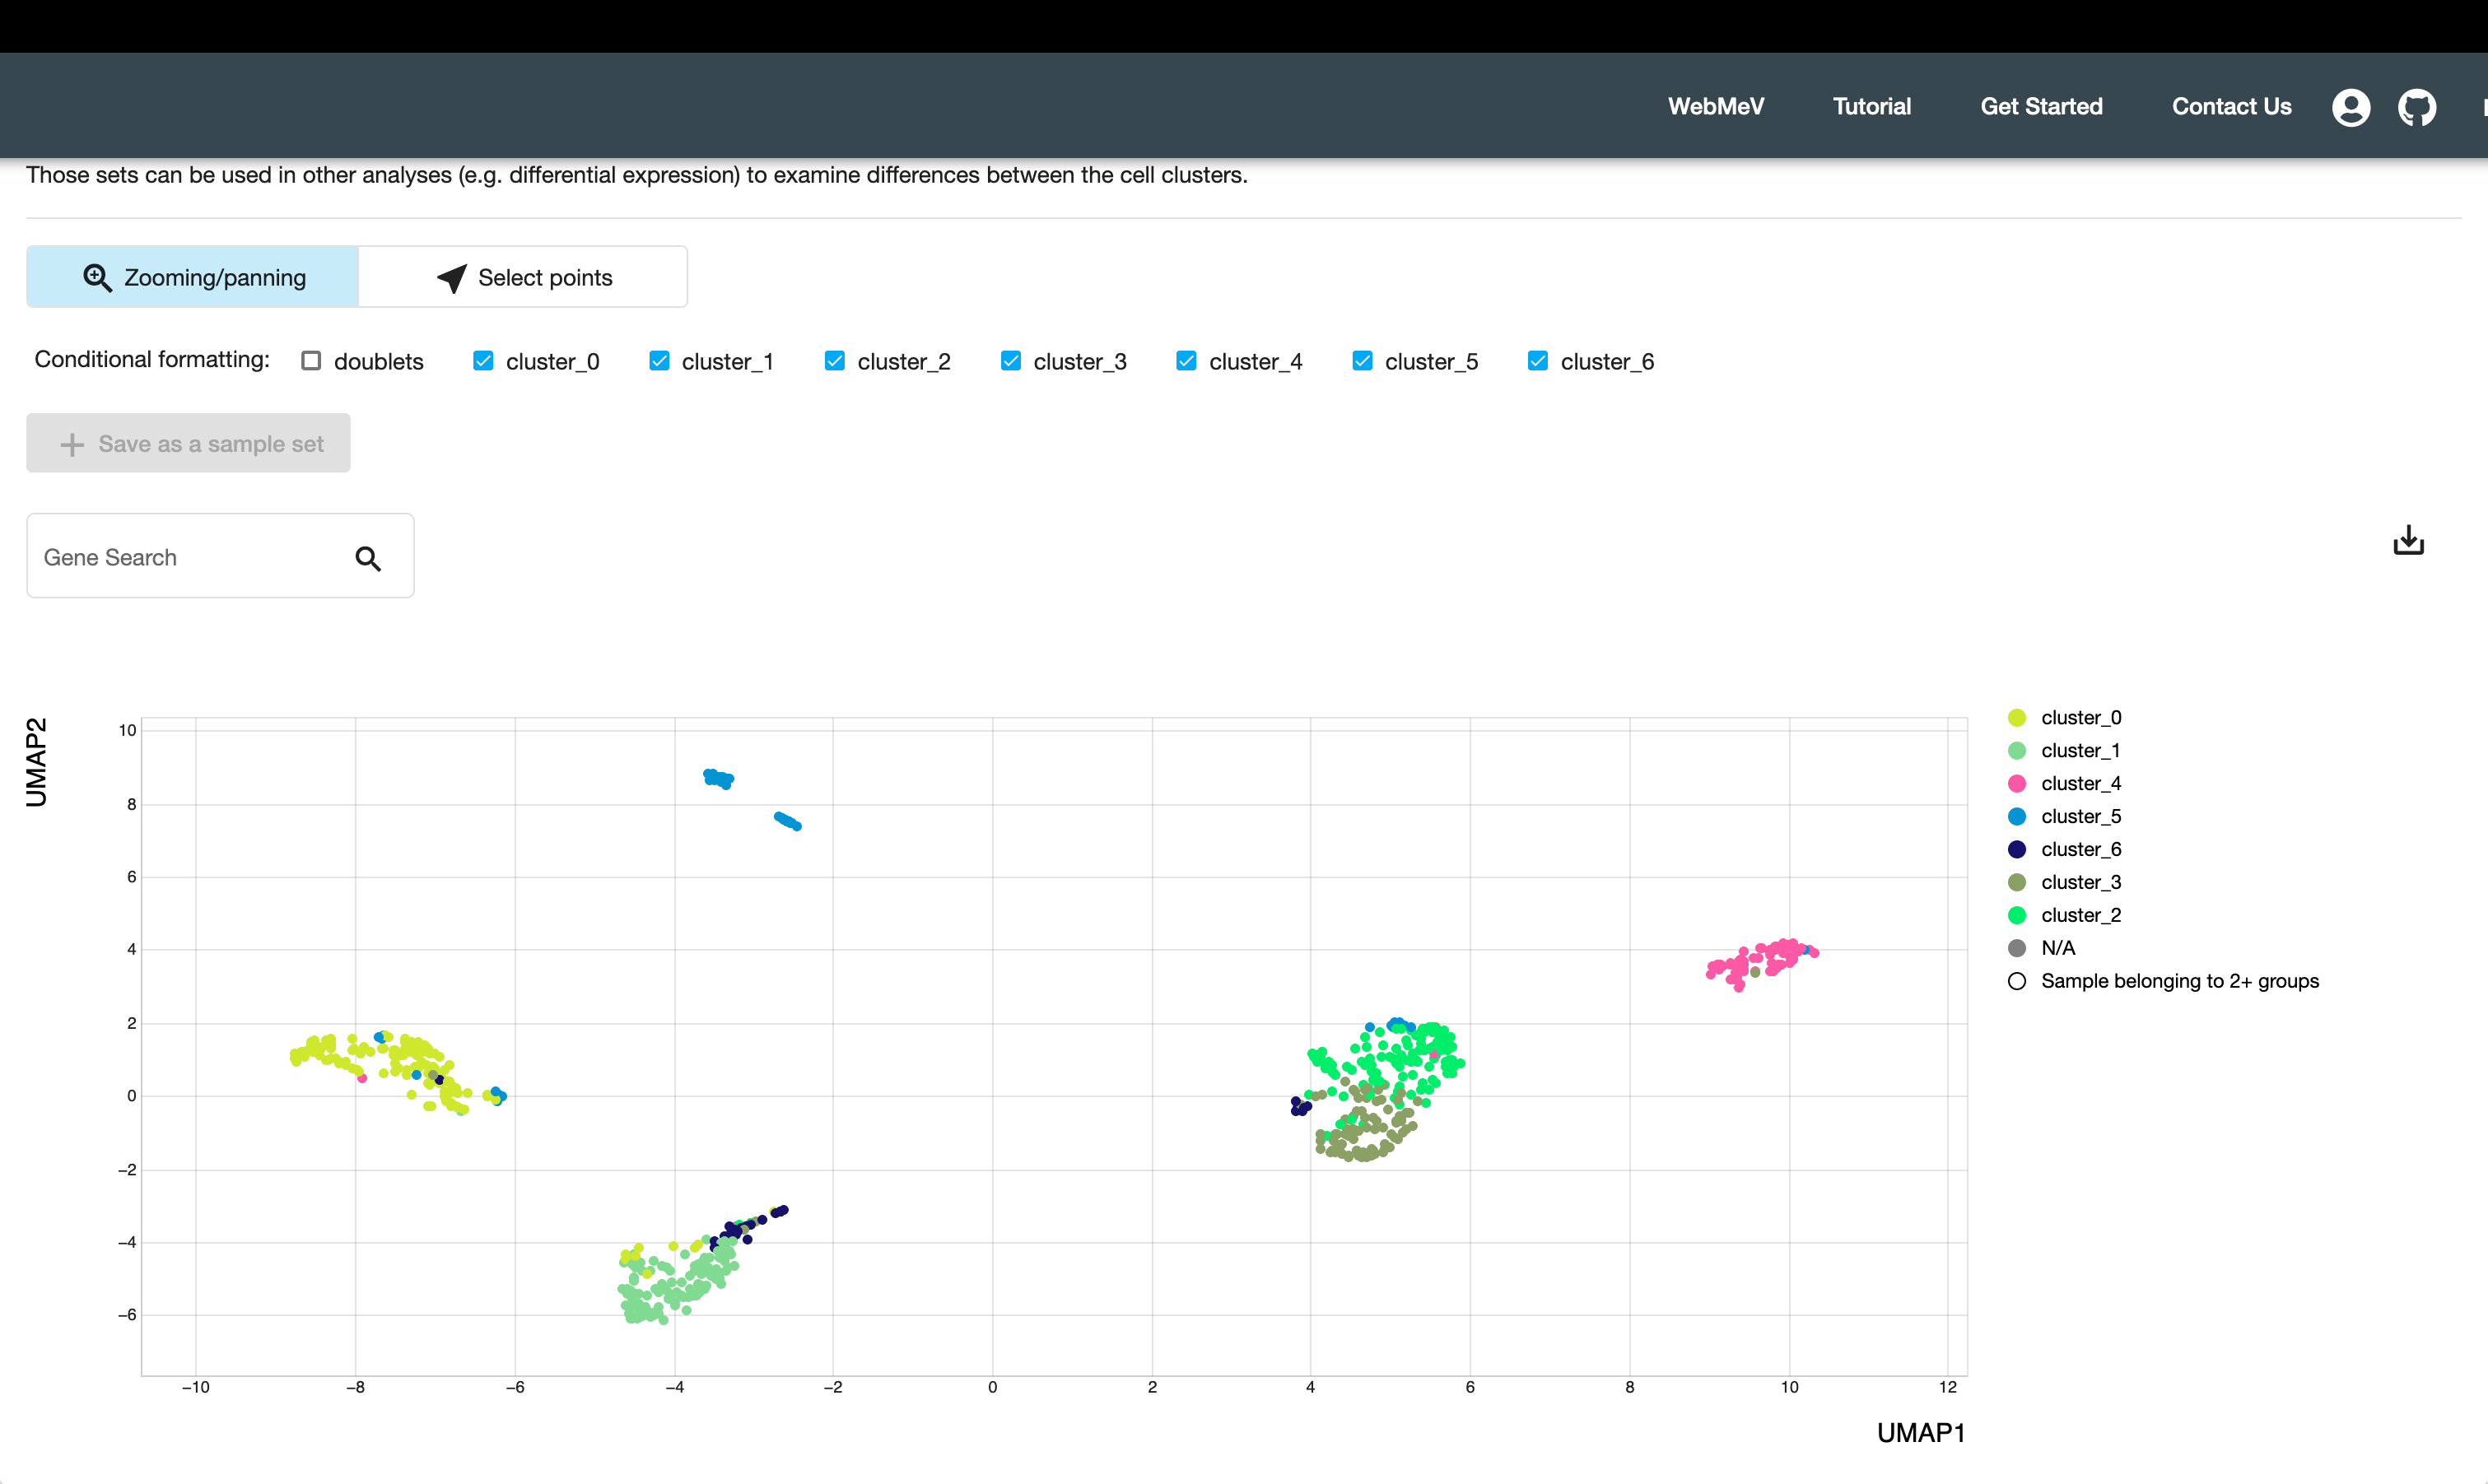 WebMeV Tutorial Get Started Contact Us
Those sets can be used in other analyses (e.g. differential expression) to examine differences between the cell clusters.
Zooming/panning Select points
Conditional formatting: doublets cluster_0 cluster_1 cluster_2 cluster_3 cluster_4 cluster_5 cluster_6
Save as a sample set
Gene Search
UMAP2
10
8
6
4
2
0
−2
−4
−6
−10 −8 −6 −4 −2 0 2 4 6 8 10 12
UMAP1
cluster_0
cluster_1
cluster_4
cluster_5
cluster_6
cluster_3
cluster_2
N/A
Sample belonging to 2+ groups